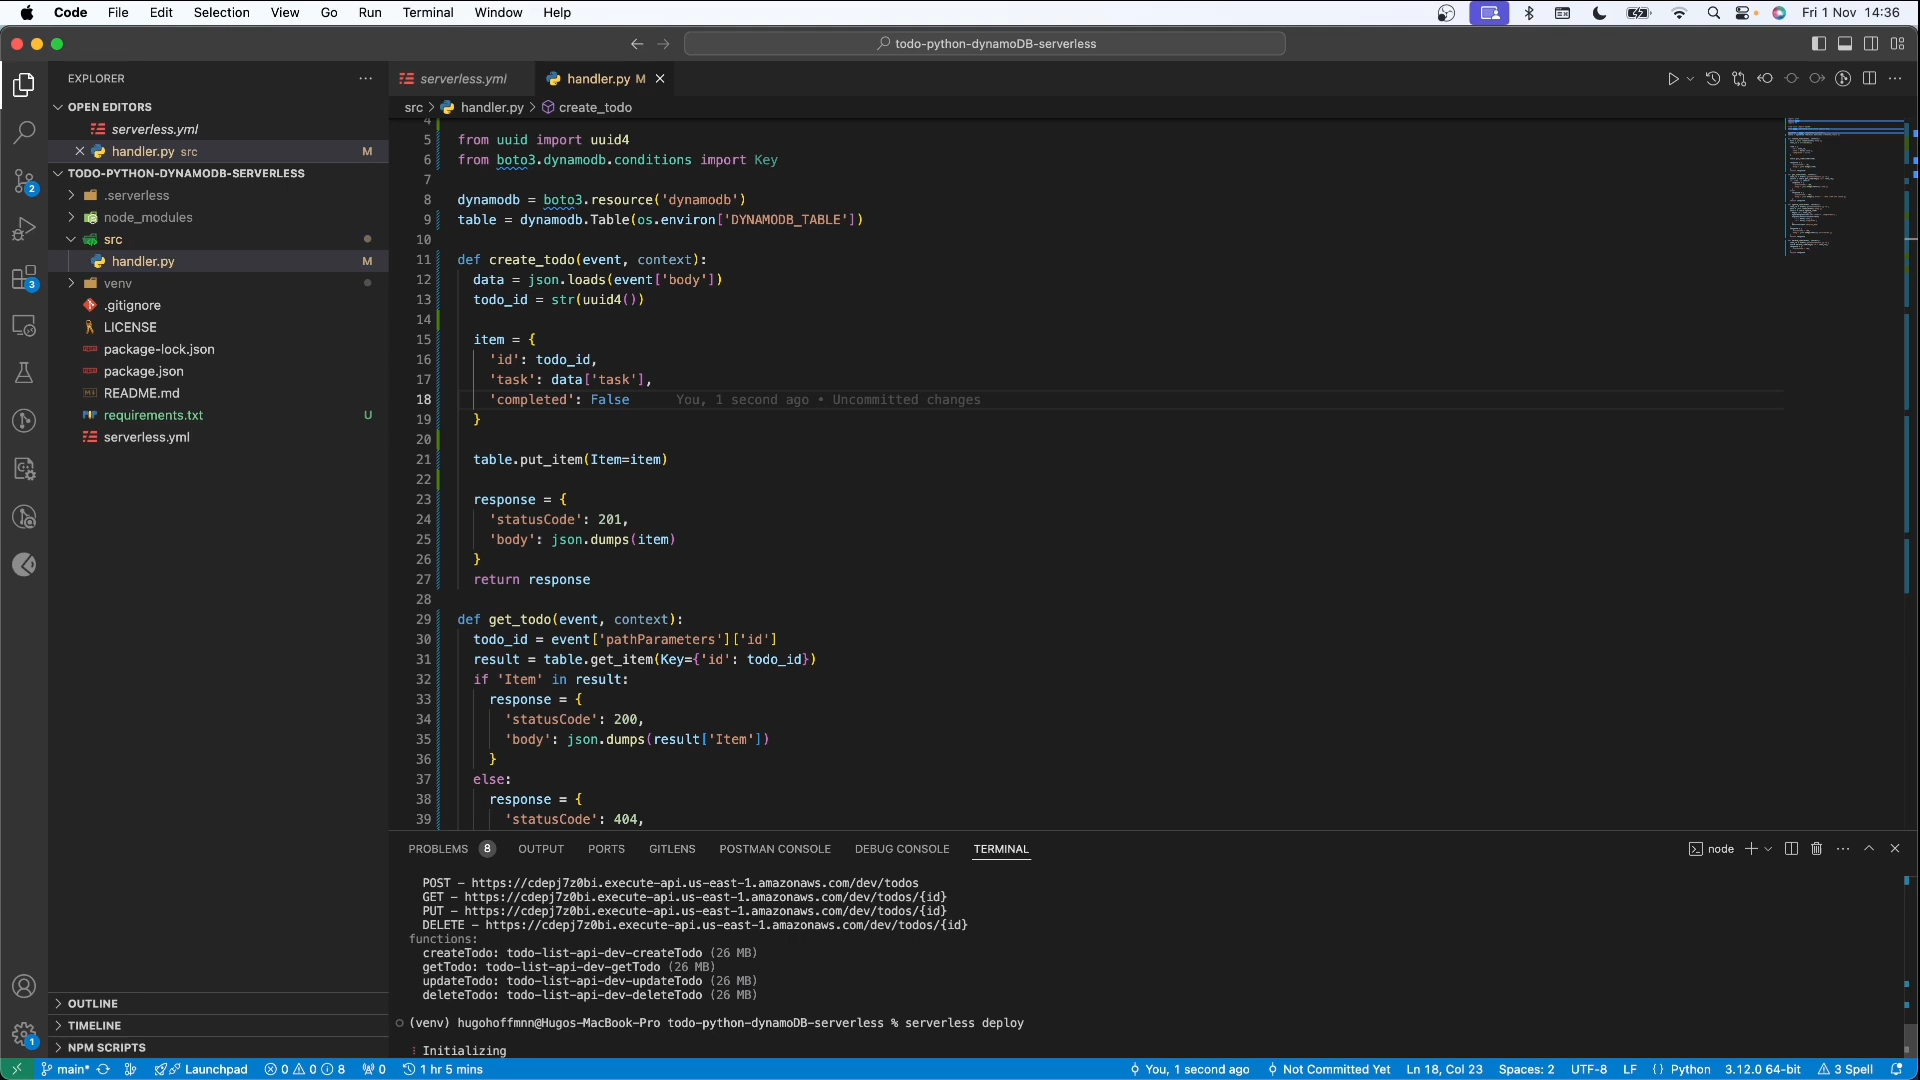 Code File Edit Selection View Go Run Terminal Window Help
Fri 1 Nov 14:36
todo-python-dynamoDB-serverless
EXPLORER
OPEN EDITORS
serverless.yml
handler.py src M
TODO-PYTHON-DYNAMODB-SERVERLESS
.serverless
node_modules
src
handler.py M
venv
.gitignore
LICENSE
package-lock.json
package.json
README.md
requirements.txt U
serverless.yml
OUTLINE
TIMELINE
NPM SCRIPTS
2
3
1
serverless.yml
handler.py M
src > handler.py > create_todo
4
5 from uuid import uuid4
6 from boto3.dynamodb.conditions import Key
7
8 dynamodb = boto3.resource('dynamodb')
9 table = dynamodb.Table(os.environ['DYNAMODB_TABLE'])
10
11 def create_todo(event, context):
12 data = json.loads(event['body'])
13 todo_id = str(uuid4())
14
15 item = {
16 'id': todo_id,
17 'task': data['task'],
18 'completed': False You, 1 second ago • Uncommitted changes
19 }
20
21 table.put_item(Item=item)
22
23 response = {
24 'statusCode': 201,
25 'body': json.dumps(item)
26 }
27 return response
28
29 def get_todo(event, context):
30 todo_id = event['pathParameters']['id']
31 result = table.get_item(Key={'id': todo_id})
32 if 'Item' in result:
33 response = {
34 'statusCode': 200,
35 'body': json.dumps(result['Item'])
36 }
37 else:
38 response = {
39 'statusCode': 404,
PROBLEMS 8 OUTPUT PORTS GITLENS POSTMAN CONSOLE DEBUG CONSOLE TERMINAL
node
POST - https://cdepj7z0bi.execute-api.us-east-1.amazonaws.com/dev/todos
GET - https://cdepj7z0bi.execute-api.us-east-1.amazonaws.com/dev/todos/{id}
PUT - https://cdepj7z0bi.execute-api.us-east-1.amazonaws.com/dev/todos/{id}
DELETE - https://cdepj7z0bi.execute-api.us-east-1.amazonaws.com/dev/todos/{id}
functions:
createTodo: todo-list-api-dev-createTodo (26 MB)
getTodo: todo-list-api-dev-getTodo (26 MB)
updateTodo: todo-list-api-dev-updateTodo (26 MB)
deleteTodo: todo-list-api-dev-deleteTodo (26 MB)
(venv) hugohoffmnn@Hugos-MacBook-Pro todo-python-dynamoDB-serverless % serverless deploy
Initializing
main* Launchpad 0 0 8 0 1 hr 5 mins
You, 1 second ago Not Committed Yet Ln 18, Col 23 Spaces: 2 UTF-8 LF Python 3.12.0 64-bit 3 Spell